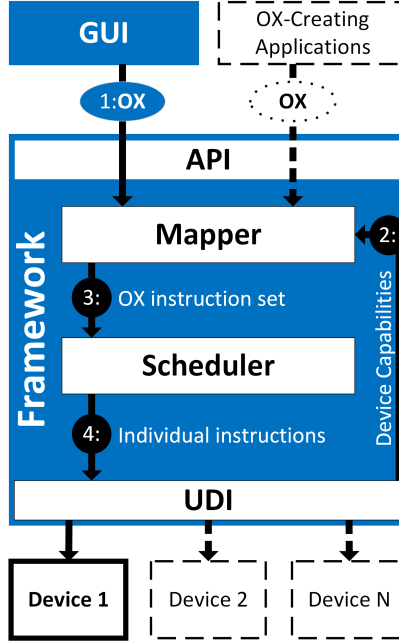 GUI
OX-Creating
Applications
1:OX
OX
API
Framework
Mapper
2:
Device Capabilities
3:
OX instruction set
Scheduler
4:
Individual instructions
UDI
Device 1
Device 2
Device N